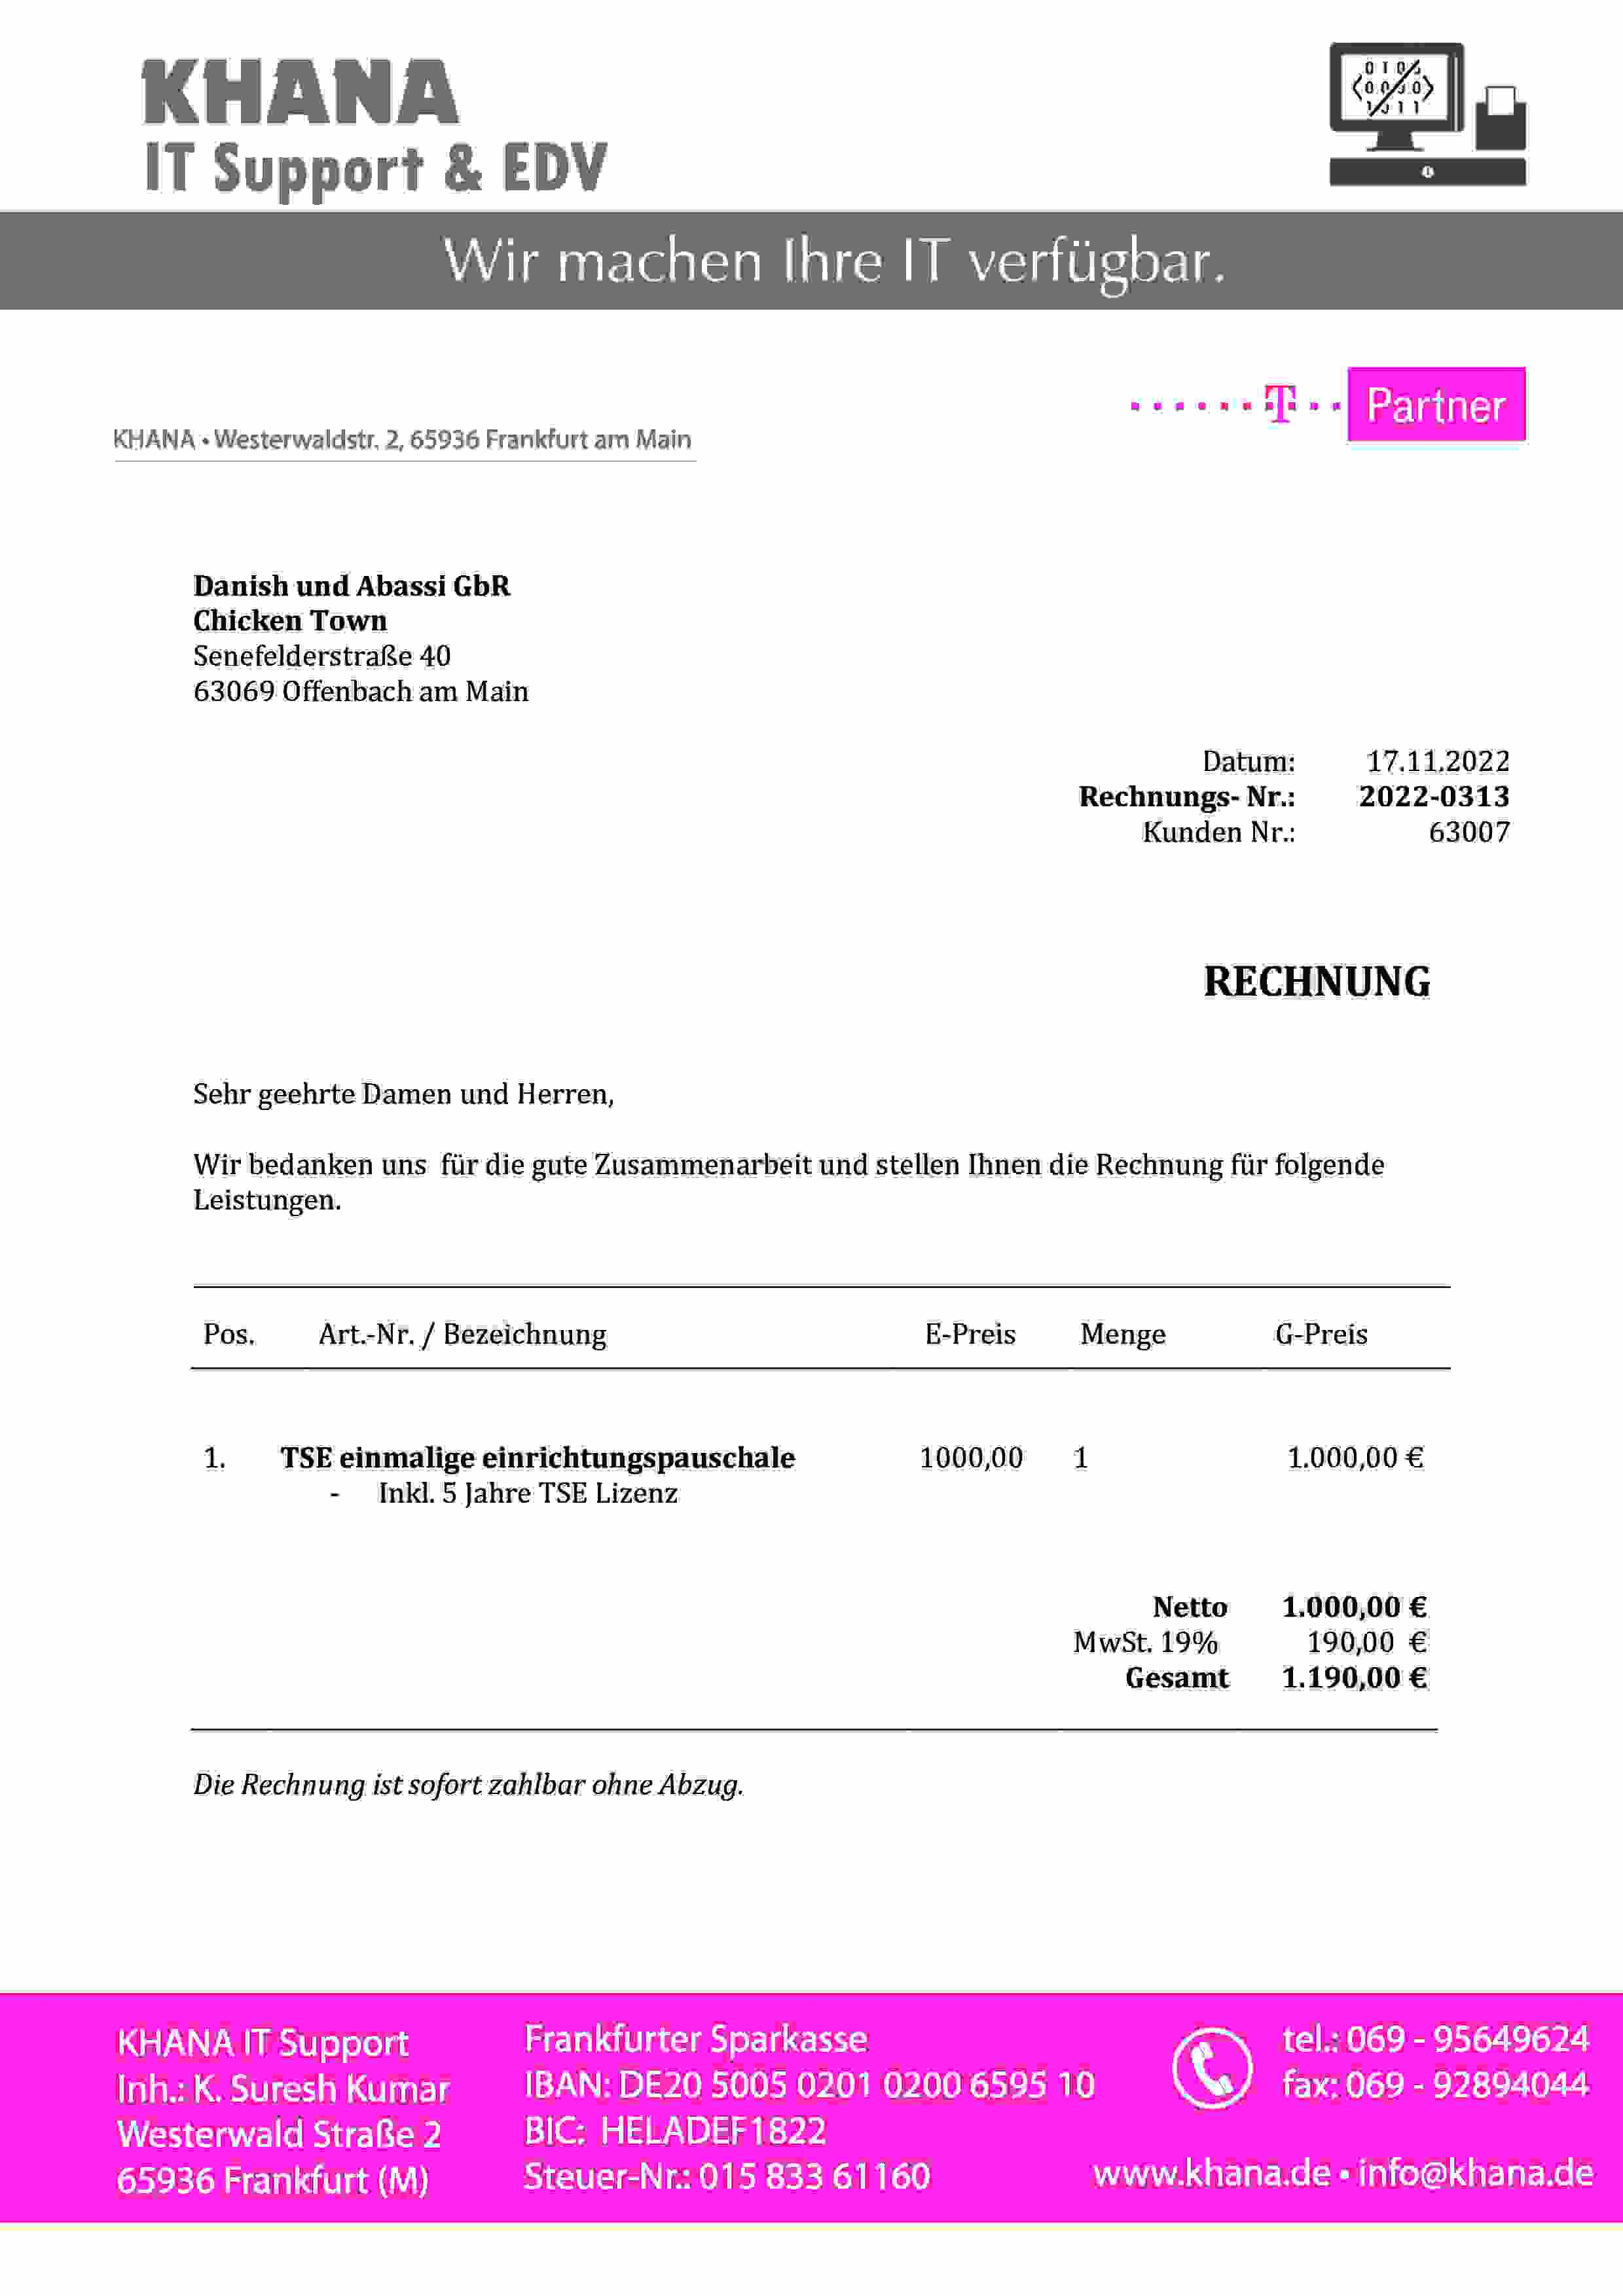 KHANA
IT Support & EDV
Wir machen Ihre IT verfügbar.
T Partner
KHANA • Westerwaldstr. 2, 65936 Frankfurt am Main
Danish und Abassi GbR
Chicken Town
Senefelderstraße 40
63069 Offenbach am Main
Datum: 17.11.2022
Rechnungs- Nr.: 2022-0313
Kunden Nr.: 63007
RECHNUNG
Sehr geehrte Damen und Herren,
Wir bedanken uns für die gute Zusammenarbeit und stellen Ihnen die Rechnung für folgende
Leistungen.
Pos. Art.-Nr. / Bezeichnung E-Preis Menge G-Preis
1. TSE einmalige einrichtungspauschale 1000,00 1 1.000,00 €
- Inkl. 5 Jahre TSE Lizenz
Netto 1.000,00 €
MwSt. 19% 190,00 €
Gesamt 1.190,00 €
Die Rechnung ist sofort zahlbar ohne Abzug.
KHANA IT Support
Inh.: K. Suresh Kumar
Westerwald Straße 2
65936 Frankfurt (M)
Frankfurter Sparkasse
IBAN: DE20 5005 0201 0200 6595 10
BIC: HELADEF1822
Steuer-Nr.: 015 833 61160
tel.: 069 - 95649624
fax: 069 - 92894044
www.khana.de • info@khana.de